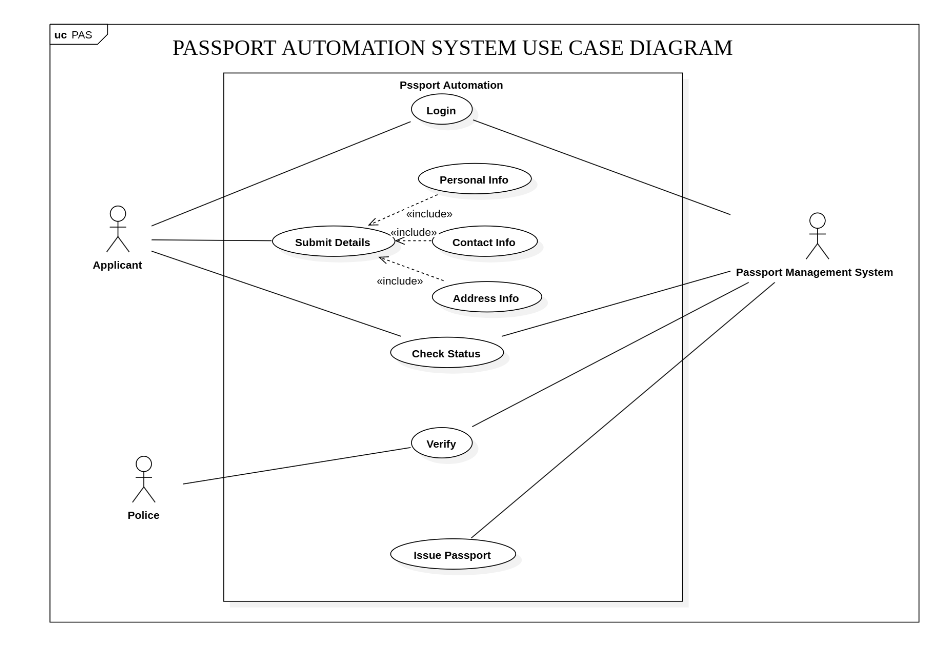 uc PAS
PASSPORT AUTOMATION SYSTEM USE CASE DIAGRAM
Pssport Automation
Login
Personal Info
«include»
«include»
Submit Details
Contact Info
Applicant
Passport Management System
«include»
Address Info
Check Status
Verify
Police
Issue Passport